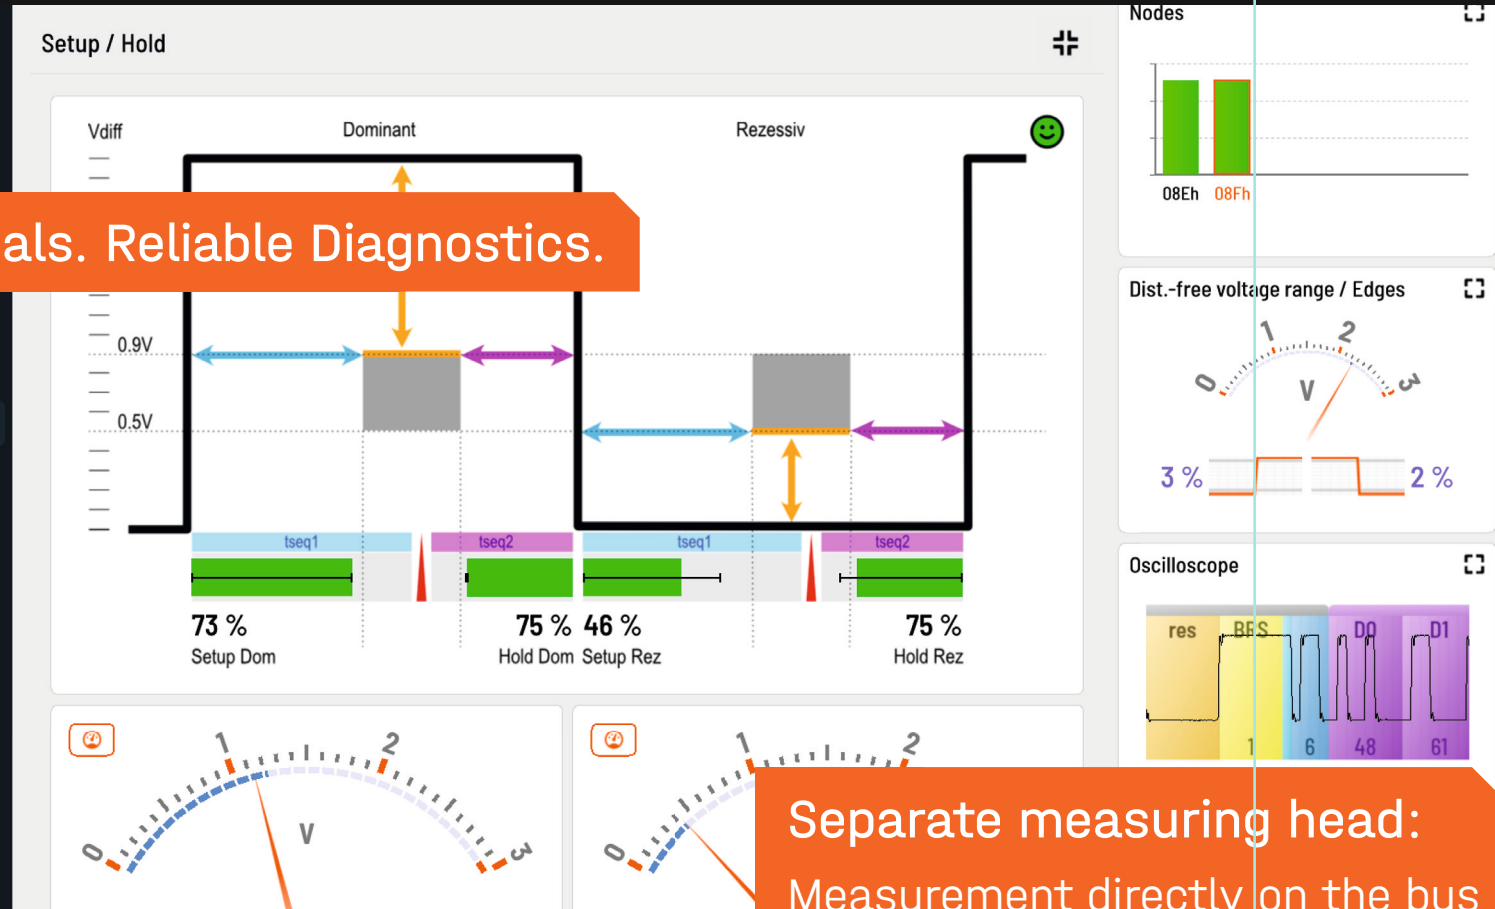 Setup / Hold
Vdiff
Dominant
Rezessiv
als. Reliable Diagnostics.
0.9V
0.5V
tseq1
tseq2
tseq1
tseq2
73 %
75 %
46 %
75 %
Setup Dom
Hold Dom
Setup Rez
Hold Rez
0
1
2
3
V
0
1
2
Nodes
08Eh
08Fh
Dist.-free voltage range / Edges
0
1
2
3
V
3 %
2 %
Oscilloscope
res
BRS
D0
D1
1
6
48
61
Separate measuring head:
Measurement directly on the bus